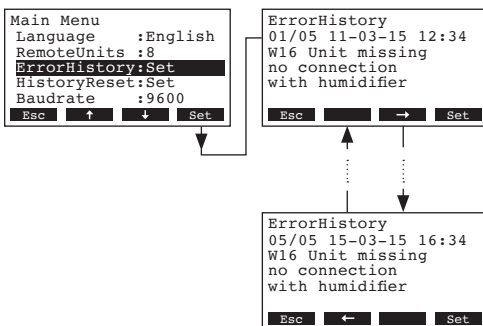 Main Menu
Language :English
RemoteUnits :8
ErrorHistory:Set
HistoryReset:Set
Baudrate :9600
Esc ↑ ↓ Set
ErrorHistory
01/05 11-03-15 12:34
W16 Unit missing
no connection
with humidifier
Esc → Set
ErrorHistory
05/05 15-03-15 16:34
W16 Unit missing
no connection
with humidifier
Esc ← Set